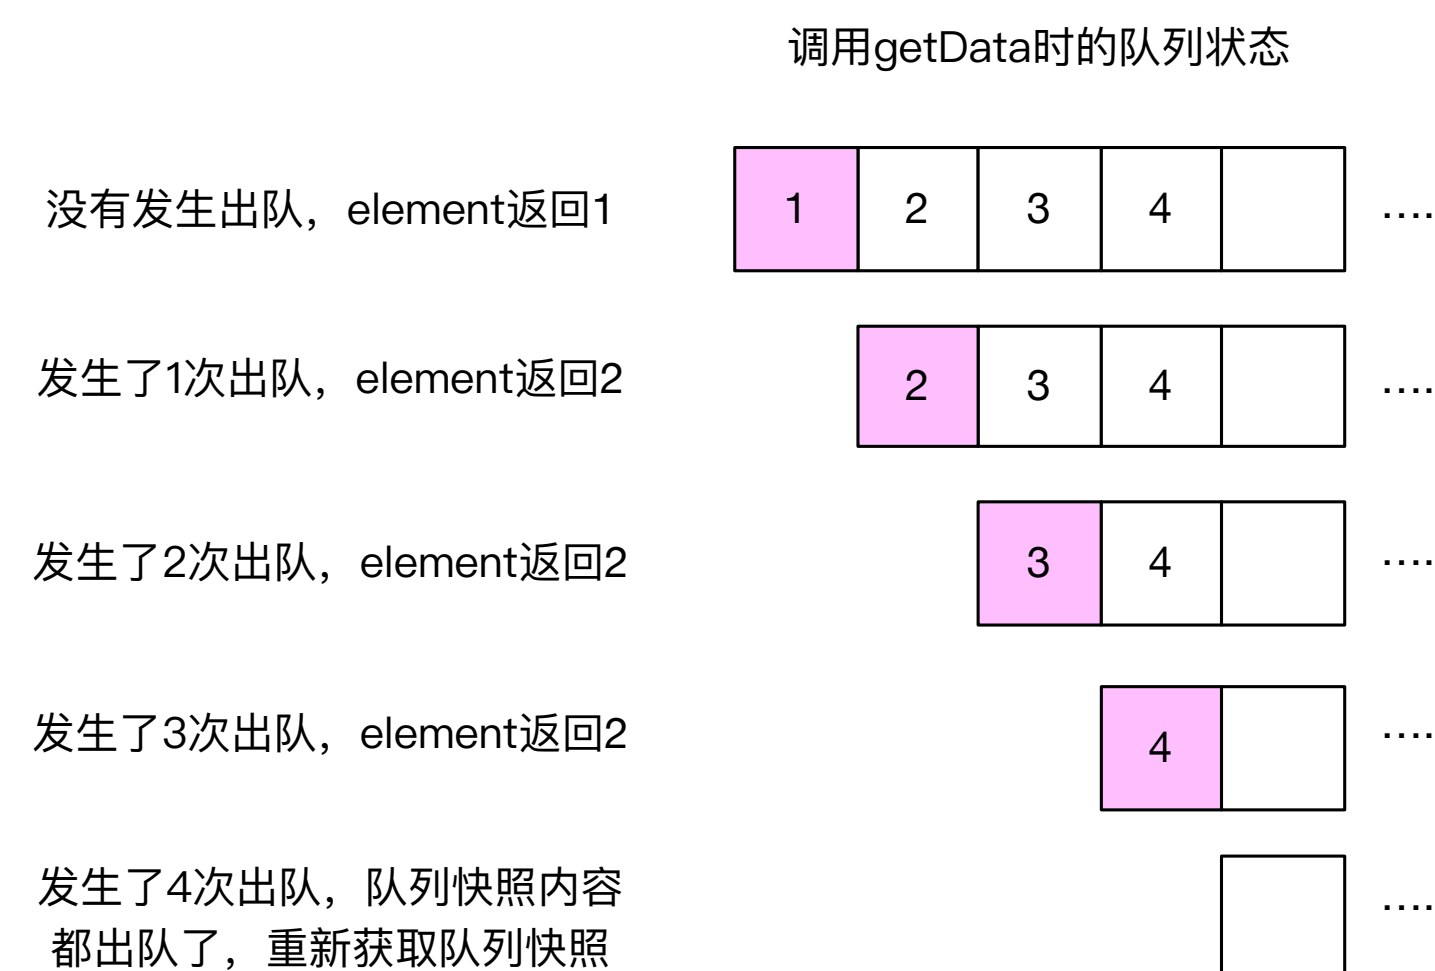 调用getData时的队列状态
没有发生出队，element返回1
1 2 3 4 ....
发生了1次出队，element返回2
2 3 4 ....
发生了2次出队，element返回2
3 4 ....
发生了3次出队，element返回2
4 ....
发生了4次出队，队列快照内容
都出队了，重新获取队列快照
....